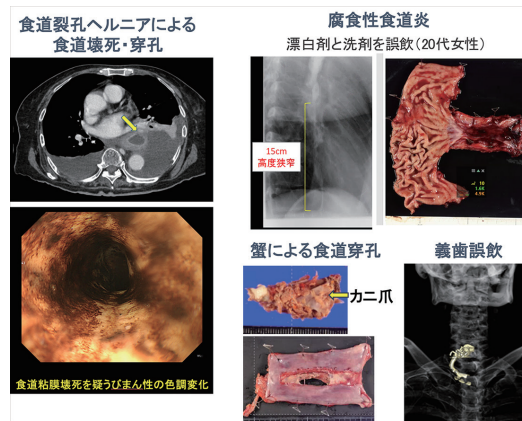 食道裂孔ヘルニアによる
食道壊死・穿孔
食道粘膜壊死を疑うびまん性の色調変化
腐食性食道炎
漂白剤と洗剤を誤飲(20代女性)
15cm
高度狭窄
蟹による食道穿孔
カニ爪
義歯誤飲